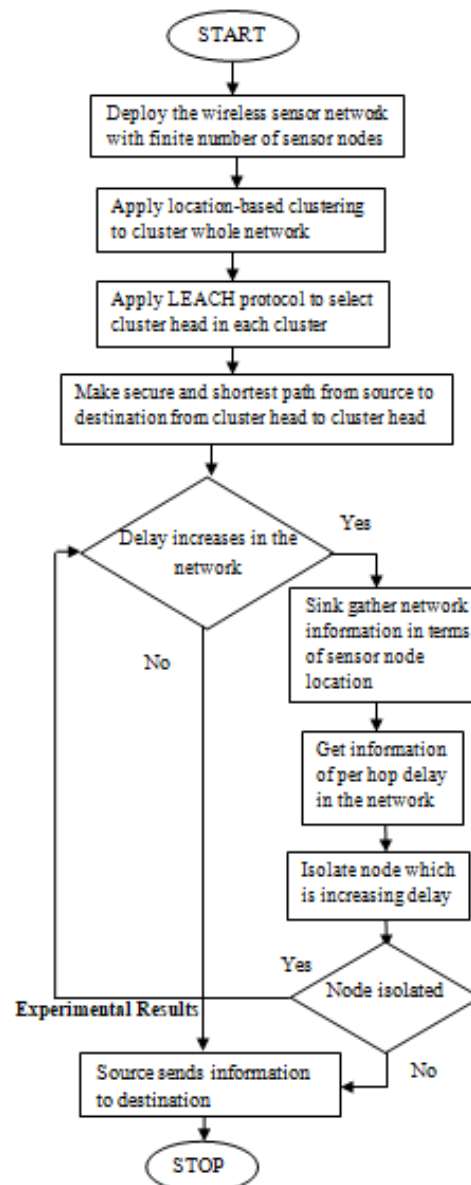 START
Deploy the wireless sensor network
with finite number of sensor nodes
Apply location-based clustering
to cluster whole network
Apply LEACH protocol to select
cluster head in each cluster
Make secure and shortest path from source to
destination from cluster head to cluster head
Delay increases in the
network
Yes
No
Sink gather network
information in terms
of sensor node
location
Get information
of per hop delay
in the network
Isolate node which
is increasing delay
Node isolated
Yes
No
Experimental Results
Source sends information
to destination
STOP